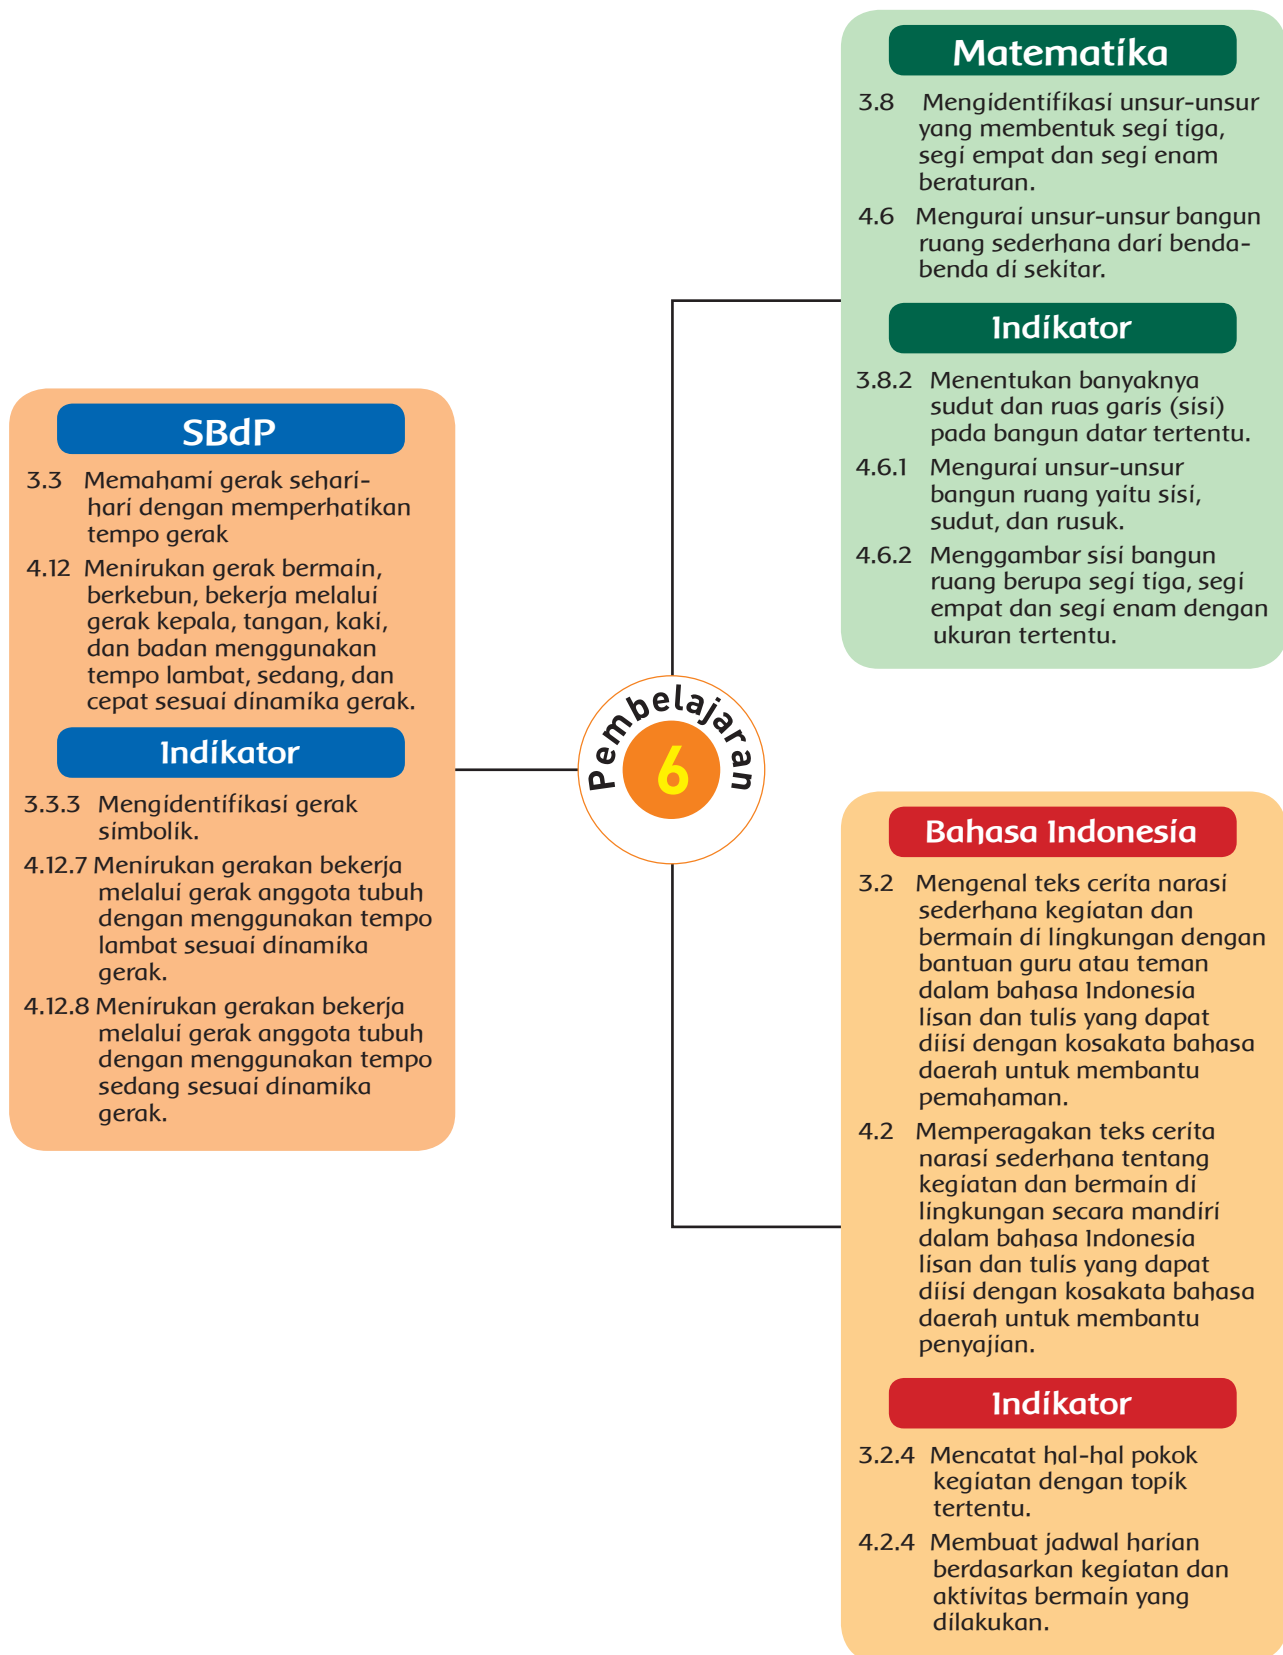 Matematika
3.8 Mengidentifikasi unsur-unsur
yang membentuk segi tiga,
segi empat dan segi enam
beraturan.
4.6 Mengurai unsur-unsur bangun
ruang sederhana dari benda-
benda di sekitar.
Indikator
3.8.2 Menentukan banyaknya
sudut dan ruas garis (sisi)
pada bangun datar tertentu.
4.6.1 Mengurai unsur-unsur
bangun ruang yaitu sisi,
sudut, dan rusuk.
4.6.2 Menggambar sisi bangun
ruang berupa segi tiga, segi
empat dan segi enam dengan
ukuran tertentu.
SBdP
3.3 Memahami gerak sehari-
hari dengan memperhatikan
tempo gerak
4.12 Menirukan gerak bermain,
berkebun, bekerja melalui
gerak kepala, tangan, kaki,
dan badan menggunakan
tempo lambat, sedang, dan
cepat sesuai dinamika gerak.
Indikator
3.3.3 Mengidentifikasi gerak
simbolik.
4.12.7 Menirukan gerakan bekerja
melalui gerak anggota tubuh
dengan menggunakan tempo
lambat sesuai dinamika
gerak.
4.12.8 Menirukan gerakan bekerja
melalui gerak anggota tubuh
dengan menggunakan tempo
sedang sesuai dinamika
gerak.
Pembelajaran
6
Bahasa Indonesia
3.2 Mengenal teks cerita narasi
sederhana kegiatan dan
bermain di lingkungan dengan
bantuan guru atau teman
dalam bahasa Indonesia
lisan dan tulis yang dapat
diisi dengan kosakata bahasa
daerah untuk membantu
pemahaman.
4.2 Memperagakan teks cerita
narasi sederhana tentang
kegiatan dan bermain di
lingkungan secara mandiri
dalam bahasa Indonesia
lisan dan tulis yang dapat
diisi dengan kosakata bahasa
daerah untuk membantu
penyajian.
Indikator
3.2.4 Mencatat hal-hal pokok
kegiatan dengan topik
tertentu.
4.2.4 Membuat jadwal harian
berdasarkan kegiatan dan
aktivitas bermain yang
dilakukan.